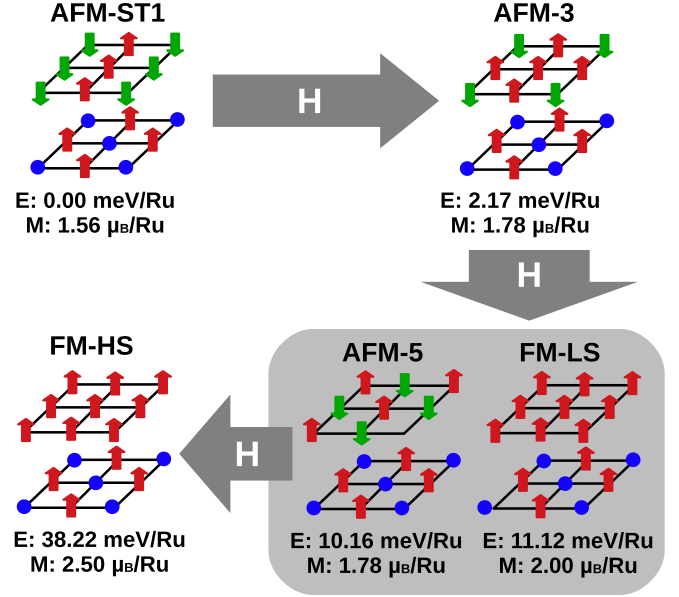 AFM-ST1
AFM-3
H
E: 0.00 meV/Ru
M: 1.56 μB/Ru
E: 2.17 meV/Ru
M: 1.78 μB/Ru
H
FM-HS
AFM-5
FM-LS
H
E: 38.22 meV/Ru
M: 2.50 μB/Ru
E: 10.16 meV/Ru
M: 1.78 μB/Ru
E: 11.12 meV/Ru
M: 2.00 μB/Ru